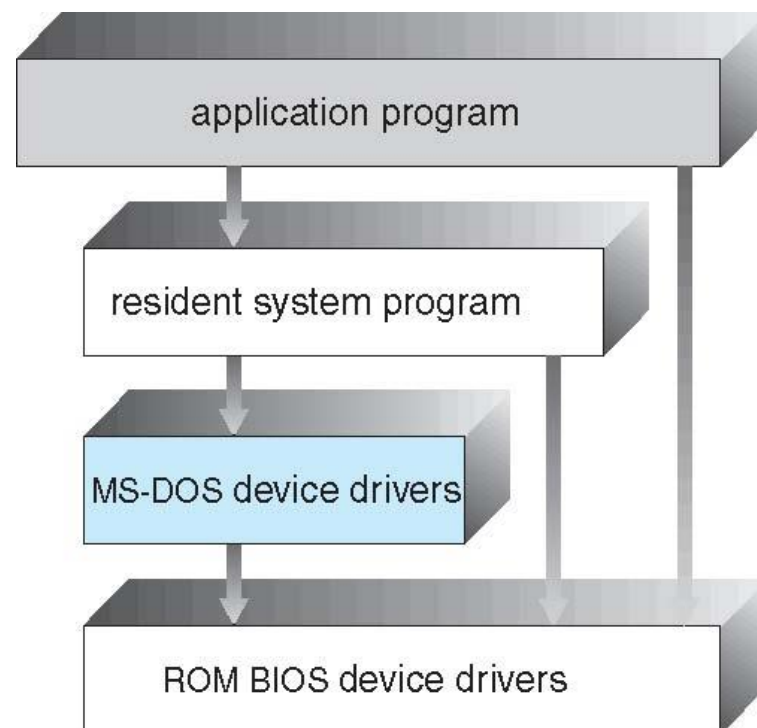 application program
resident system program
MS-DOS device drivers
ROM BIOS device drivers